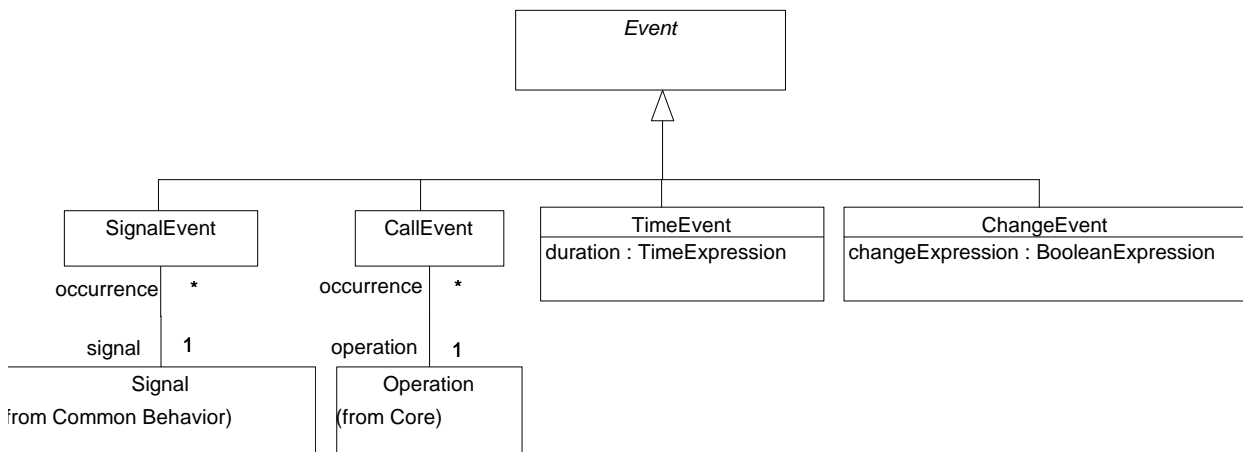 Event
SignalEvent
CallEvent
TimeEvent
duration : TimeExpression
ChangeEvent
changeExpression : BooleanExpression
occurrence *
occurrence *
signal 1
operation 1
Signal
from Common Behavior)
Operation
(from Core)